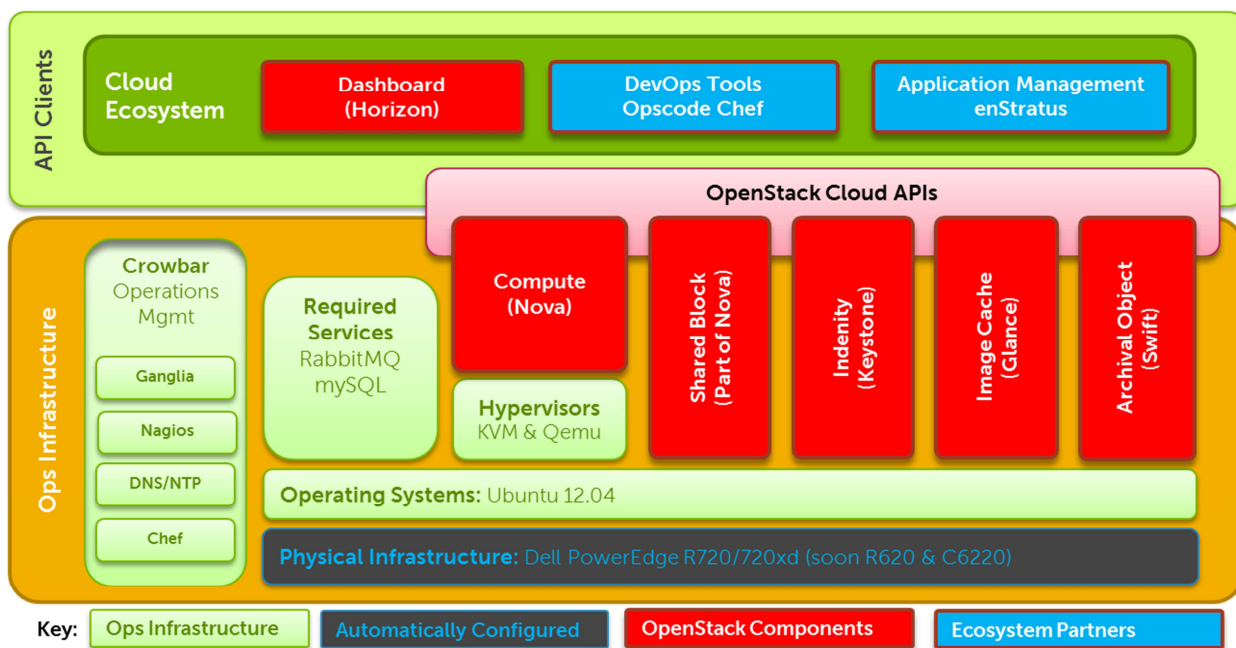 API Clients
Cloud
Ecosystem
Dashboard
(Horizon)
DevOps Tools
Opscode Chef
Application Management
enStratus
OpenStack Cloud APIs
Ops Infrastructure
Crowbar
Operations
Mgmt
Ganglia
Nagios
DNS/NTP
Chef
Required
Services
RabbitMQ
mySQL
Compute
(Nova)
Hypervisors
KVM & Qemu
Shared Block
(Part of Nova)
Indenity
(Keystone)
Image Cache
(Glance)
Archival Object
(Swift)
Operating Systems: Ubuntu 12.04
Physical Infrastructure: Dell PowerEdge R720/720xd (soon R620 & C6220)
Key: Ops Infrastructure Automatically Configured OpenStack Components Ecosystem Partners